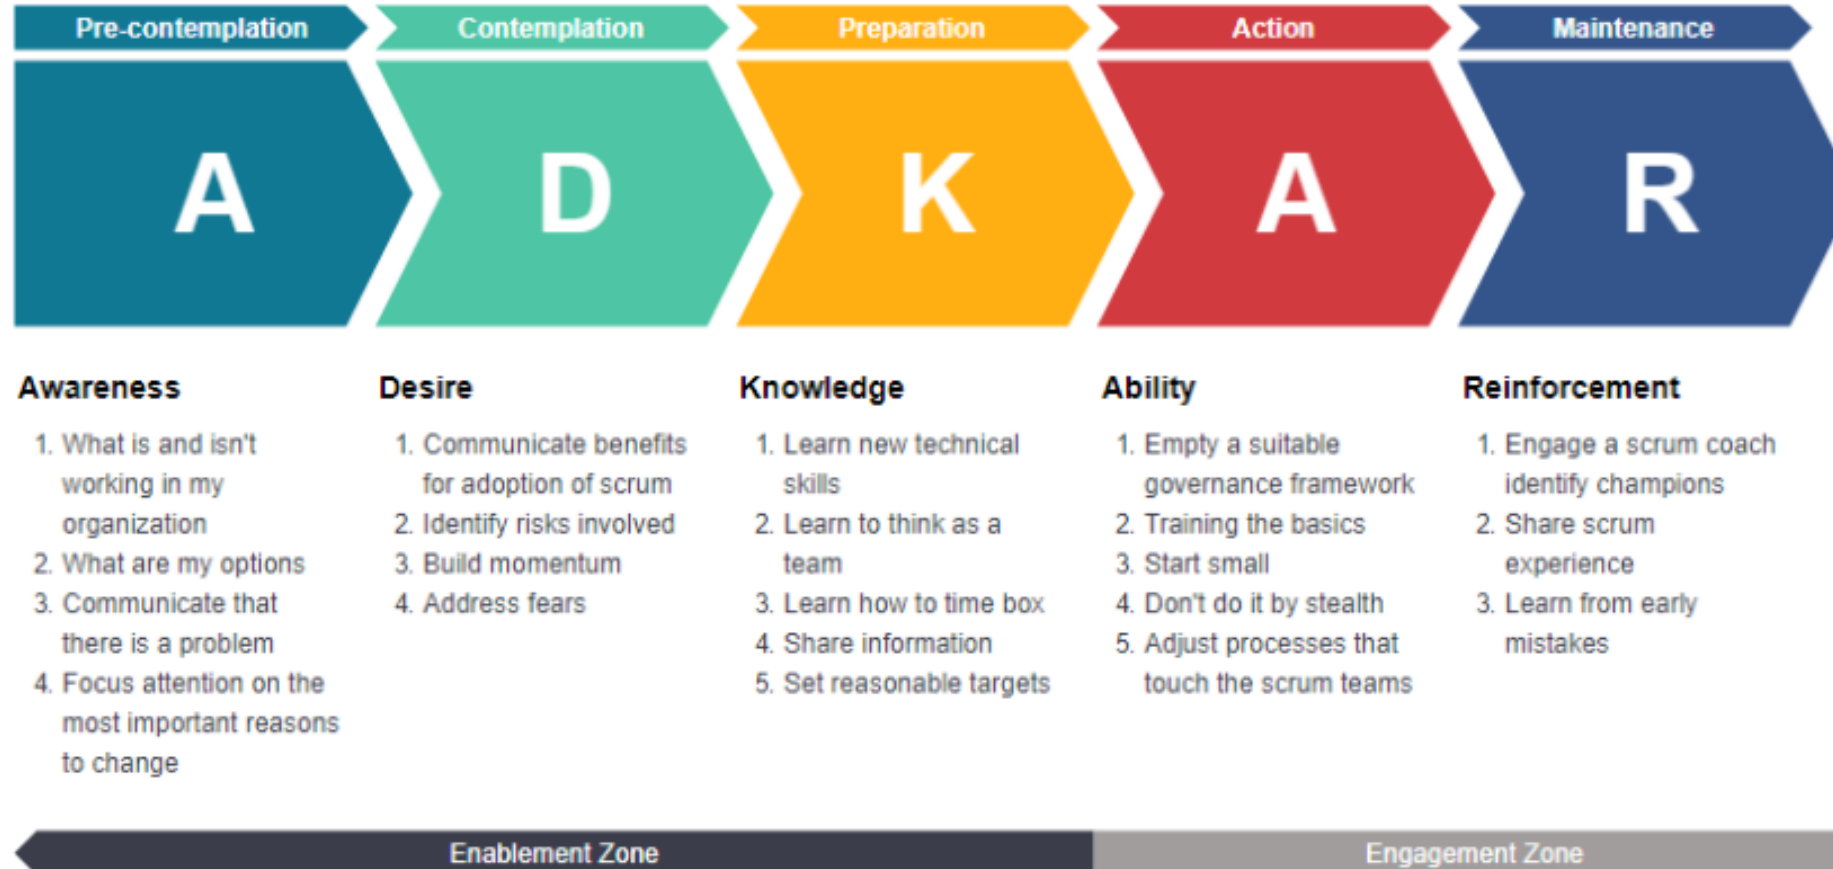 Pre-contemplation
Contemplation
Preparation
Action
Maintenance
A
D
K
A
R
Awareness
1. What is and isn't
working in my
organization
2. What are my options
3. Communicate that
there is a problem
4. Focus attention on the
most important reasons
to change
Desire
1. Communicate benefits
for adoption of scrum
2. Identify risks involved
3. Build momentum
4. Address fears
Knowledge
1. Learn new technical
skills
2. Learn to think as a
team
3. Learn how to time box
4. Share information
5. Set reasonable targets
Ability
1. Empty a suitable
governance framework
2. Training the basics
3. Start small
4. Don't do it by stealth
5. Adjust processes that
touch the scrum teams
Reinforcement
1. Engage a scrum coach
identify champions
2. Share scrum
experience
3. Learn from early
mistakes
Enablement Zone
Engagement Zone